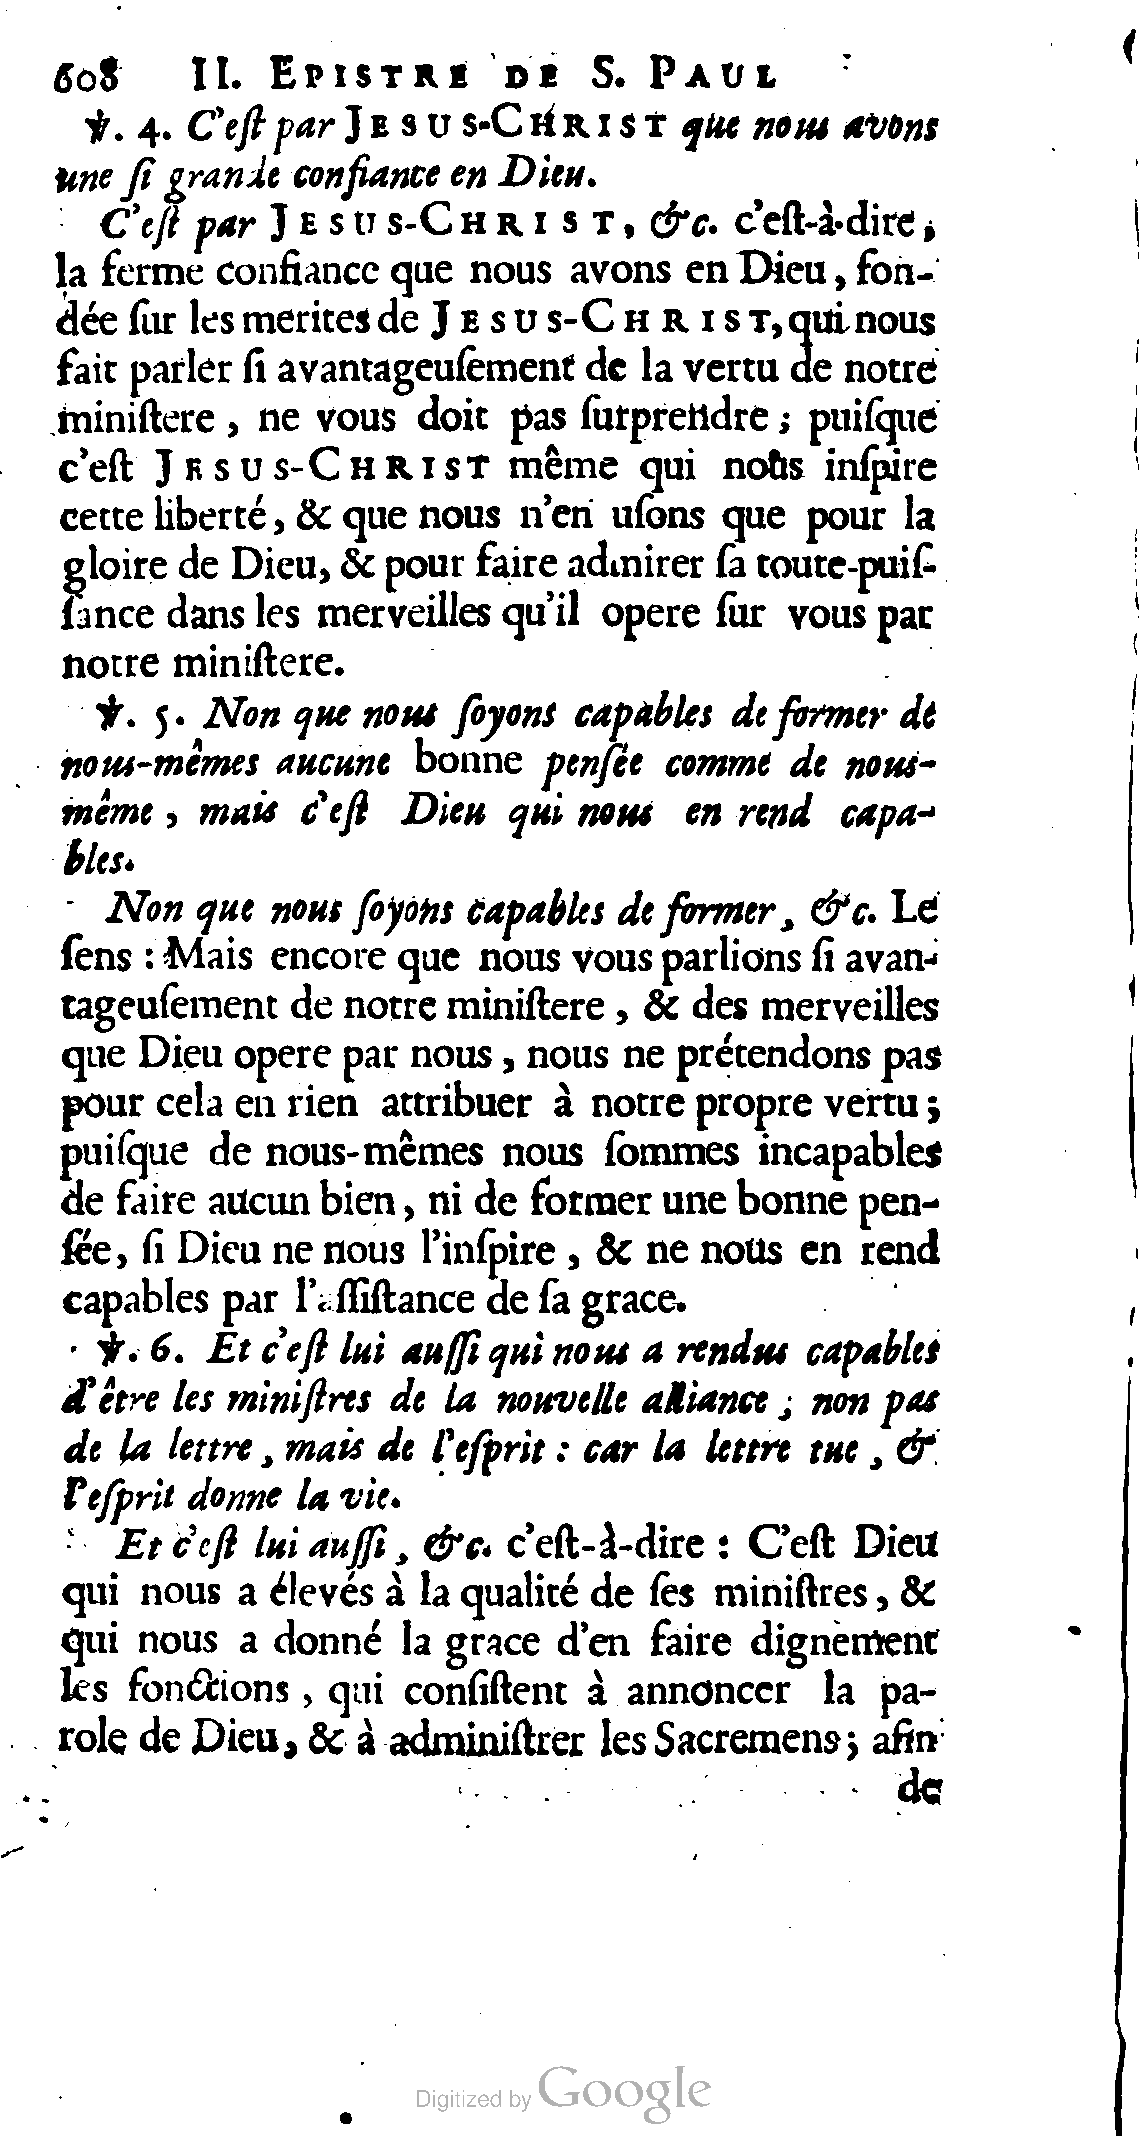 608 II. EPISTRE DE S. PAUL
℣. 4. C'eſt par JESUS-CHRIST que nous avons
une ſi grande confiance en Dieu.
C'eſt par JESUS-CHRIST, &c. c'eſt-à-dire,
la ferme confiance que nous avons en Dieu, fon-
dée ſur les merites de JESUS-CHRIST, qui nous
fait parler ſi avantageuſement de la vertu de notre
miniſtere, ne vous doit pas ſurprendre; puiſque
c'eſt JESUS-CHRIST même qui nous inſpire
cette liberté, & que nous n'en uſons que pour la
gloire de Dieu, & pour faire admirer ſa toute-puiſ-
ſance dans les merveilles qu'il opere ſur vous par
notre miniſtere.
℣. 5. Non que nous ſoyons capables de former de
nous-mêmes aucune bonne penſée comme de nous-
même, mais c'eſt Dieu qui nous en rend capa-
bles.
Non que nous ſoyons capables de former, &c. Le
ſens : Mais encore que nous vous parlions ſi avan-
tageuſement de notre miniſtere, & des merveilles
que Dieu opere par nous, nous ne prétendons pas
pour cela en rien attribuer à notre propre vertu;
puiſque de nous-mêmes nous ſommes incapables
de faire aucun bien, ni de former une bonne pen-
ſée, ſi Dieu ne nous l'inſpire, & ne nous en rend
capables par l'aſſiſtance de ſa grace.
℣. 6. Et c'eſt lui auſſi qui nous a rendus capables
d'être les miniſtres de la nouvelle alliance; non pas
de la lettre, mais de l'eſprit : car la lettre tue, &
l'eſprit donne la vie.
Et c'eſt lui auſſi, &c. c'eſt-à-dire : C'eſt Dieu
qui nous a élevés à la qualité de ſes miniſtres, &
qui nous a donné la grace d'en faire dignement
les fonctions, qui conſiſtent à annoncer la pa-
role de Dieu, & à adminiſtrer les Sacremens; afin
de
Digitized by Google